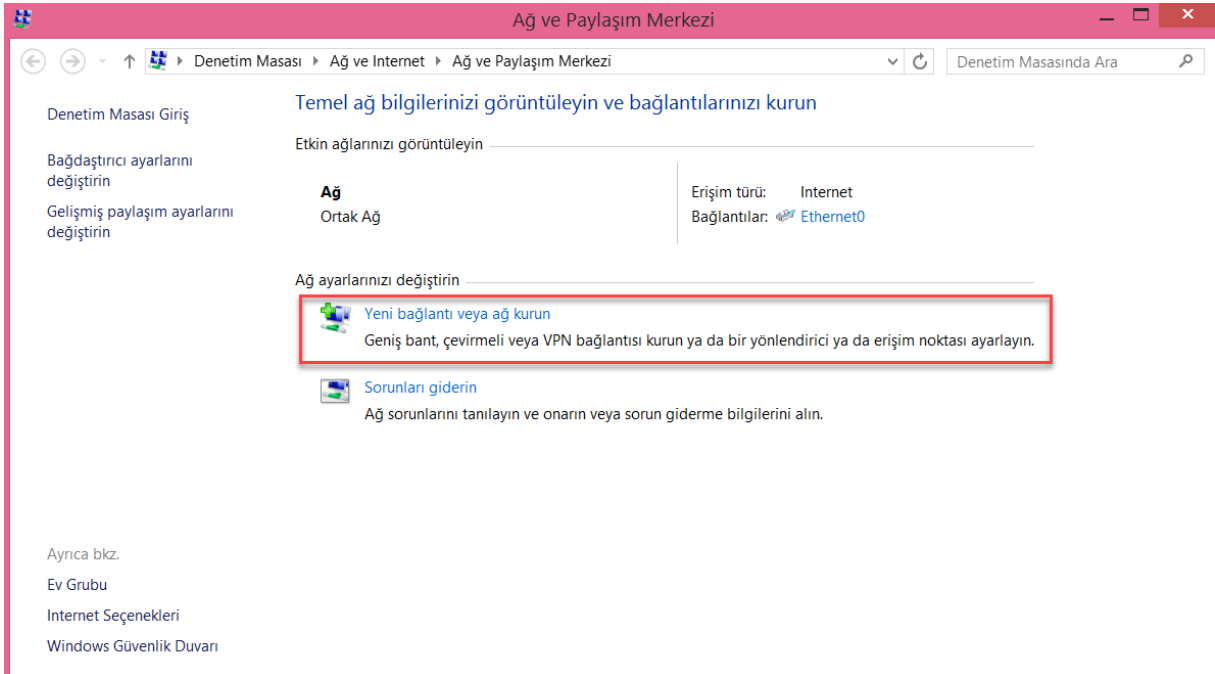 Ağ ve Paylaşım Merkezi
Denetim Masası Ağ ve Internet Ağ ve Paylaşım Merkezi
Denetim Masasında Ara
Denetim Masası Giriş
Bağdaştırıcı ayarlarını
değiştirin
Gelişmiş paylaşım ayarlarını
değiştirin
Temel ağ bilgilerinizi görüntüleyin ve bağlantılarınızı kurun
Etkin ağlarınızı görüntüleyin
Ağ
Ortak Ağ
Erişim türü: Internet
Bağlantılar: Ethernet0
Ağ ayarlarınızı değiştirin
Yeni bağlantı veya ağ kurun
Geniş bant, çevirmeli veya VPN bağlantısı kurun ya da bir yönlendirici ya da erişim noktası ayarlayın.
Sorunları giderin
Ağ sorunlarını tanılayın ve onarın veya sorun giderme bilgilerini alın.
Ayrıca bkz.
Ev Grubu
Internet Seçenekleri
Windows Güvenlik Duvarı